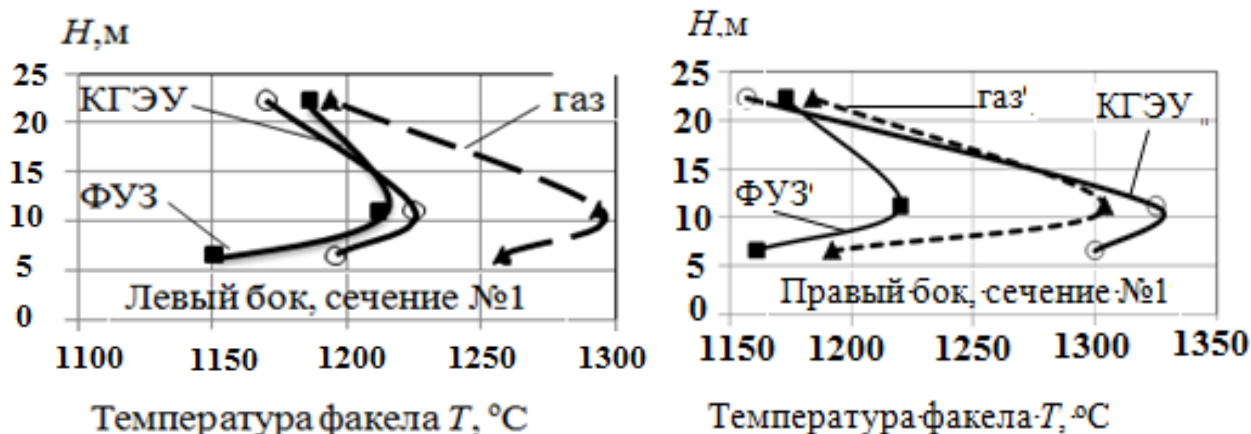 H,м
25
20
15
10
5
0
КГЭУ
газ
ФУЗ
Левый бок, сечение №1
1100 1150 1200 1250 1300
Температура факела T, °C
H,м
25
20
15
10
5
0
газ
КГЭУ
ФУЗ
Правый·бок,·сечение·№1
1150 1200 1250 1300 1350
Температура·факела·T,·°C